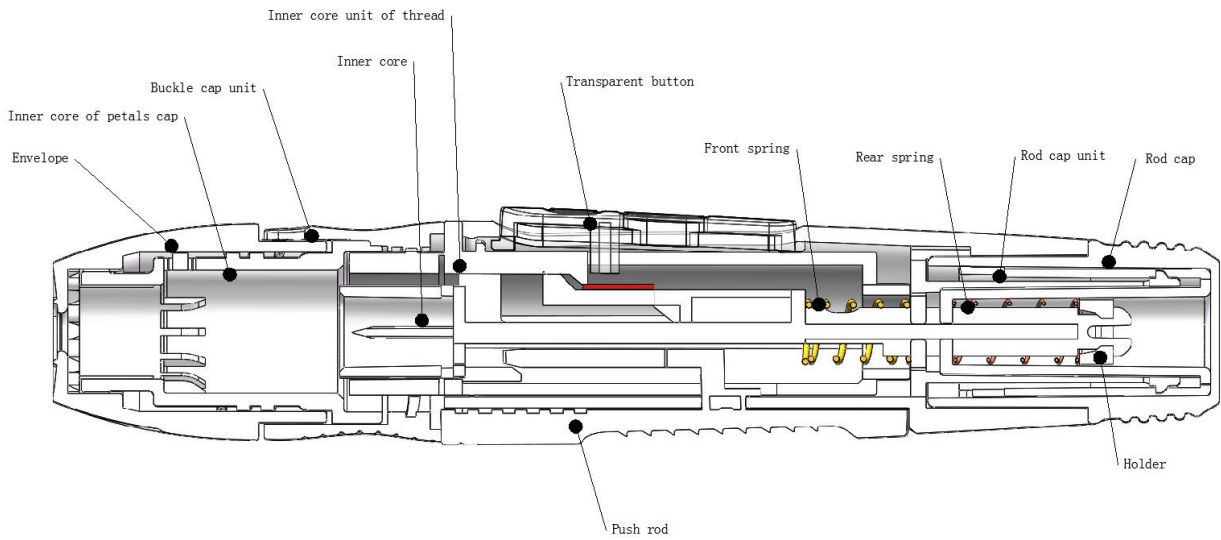 Inner core unit of thread
Inner core
Transparent button
Buckle cap unit
Inner core of petals cap
Envelope
Front spring
Rear spring
Rod cap unit
Rod cap
Holder
Push rod